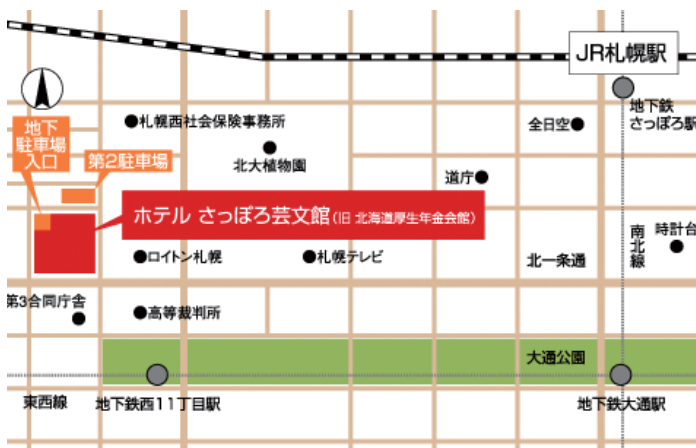 JR札幌駅
地下鉄
さっぽろ駅
札幌西社会保険事務所
全日空
地下
駐車場
入口
第2駐車場
北大植物園
道庁
ホテル さっぽろ芸文館(旧 北海道厚生年金会館)
南北線
時計台
ロイトン札幌
札幌テレビ
北一条通
第3合同庁舎
高等裁判所
大通公園
東西線
地下鉄西11丁目駅
地下鉄大通駅